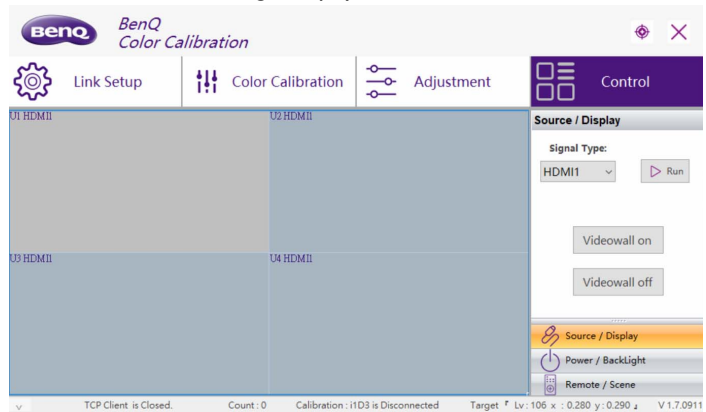 BenQ
BenQ
Color Calibration
Link Setup
Color Calibration
Adjustment
Control
U1 HDMI1
U2 HDMI1
U3 HDMI1
U4 HDMI1
Source / Display
Signal Type:
HDMI1
Run
Videowall on
Videowall off
Source / Display
Power / BackLight
Remote / Scene
TCP Client is Closed.
Count : 0
Calibration : i1D3 is Disconnected
Target 「 Lv : 106 x : 0.280 y : 0.290 」
V 1.7.0911